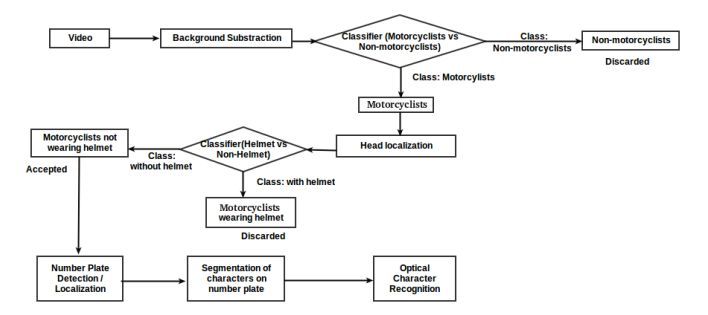 Video
Background Substraction
Classifier (Motorcyclists vs
Non-motorcyclists)
Class:
Non-motorcyclists
Non-motorcyclists
Discarded
Class: Motorcylists
Motorcyclists
Head localization
Classifier(Helmet vs
Non-Helmet)
Class:
without helmet
Motorcyclists not
wearing helmet
Accepted
Class: with helmet
Motorcyclists
wearing helmet
Discarded
Number Plate
Detection /
Localization
Segmentation of
characters on
number plate
Optical
Character
Recognition